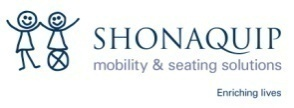 SHONAQUIP
mobility & seating solutions
Enriching lives